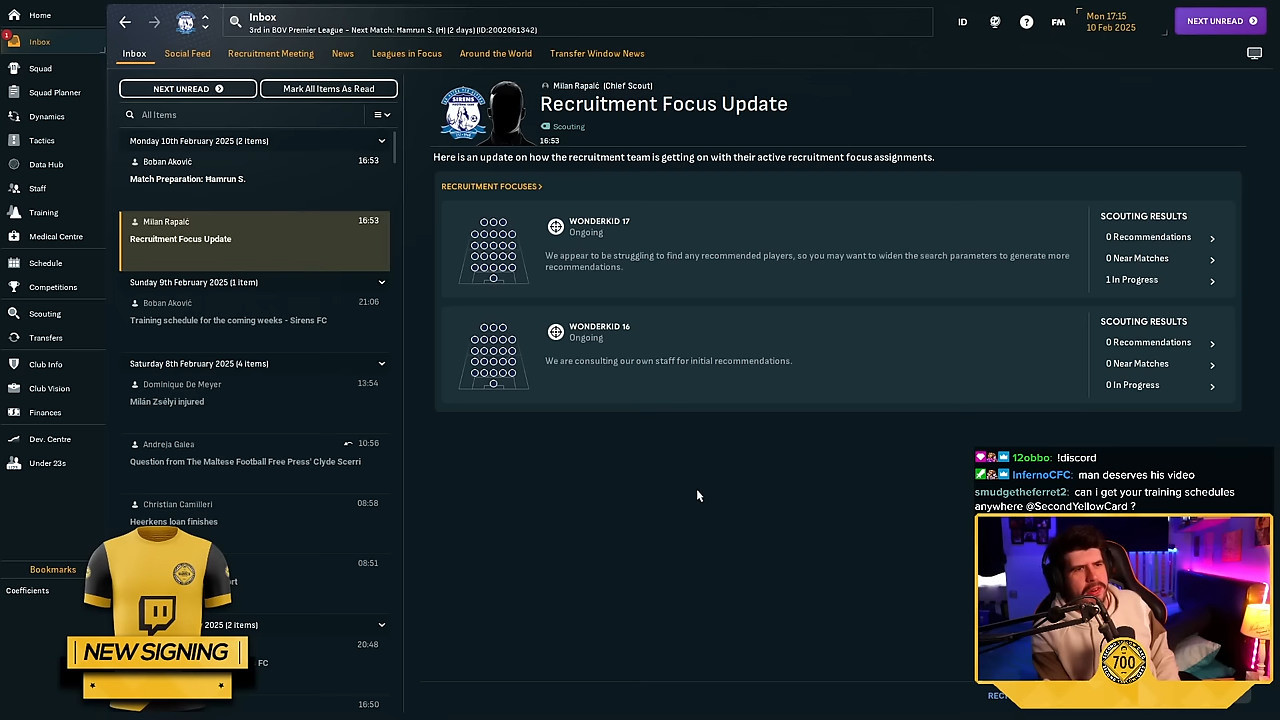 Home
Inbox
Squad
Squad Planner
Dynamics
Tactics
Data Hub
Staff
Training
Medical Centre
Schedule
Competitions
Scouting
Transfers
Club Info
Club Vision
Finances
Dev. Centre
Under 23s
Bookmarks
Coefficients
Inbox
3rd in BOV Premier League - Next Match: Ħamrun S. (H) (2 days) (ID:2002061342)
ID
FM
Mon 17:15
10 Feb 2025
NEXT UNREAD
Inbox
Social Feed
Recruitment Meeting
News
Leagues in Focus
Around the World
Transfer Window News
NEXT UNREAD
Mark All Items As Read
All Items
Monday 10th February 2025 (2 Items)
Boban Aković
16:53
Match Preparation: Ħamrun S.
Milan Rapaić
16:53
Recruitment Focus Update
Sunday 9th February 2025 (1 Item)
Boban Aković
21:06
Training schedule for the coming weeks - Sirens FC
Saturday 8th February 2025 (4 Items)
Dominique De Meyer
13:54
Milán Zsélyi injured
Andreja Galea
10:56
Question from The Maltese Football Free Press' Clyde Scerri
Christian Camilleri
08:58
Heerkens loan finishes
08:51
2025 (2 Items)
20:48
FC
16:50
NEW SIGNING
SIRENS
Milan Rapaić (Chief Scout)
Recruitment Focus Update
Scouting
16:53
Here is an update on how the recruitment team is getting on with their active recruitment focus assignments.
RECRUITMENT FOCUSES >
WONDERKID 17
Ongoing
We appear to be struggling to find any recommended players, so you may want to widen the search parameters to generate more
recommendations.
SCOUTING RESULTS
0 Recommendations
0 Near Matches
1 In Progress
WONDERKID 16
Ongoing
We are consulting our own staff for initial recommendations.
SCOUTING RESULTS
0 Recommendations
0 Near Matches
0 In Progress
12obbo: !discord
InfernoCFC: man deserves his video
smudgetheferret2: can i get your training schedules
anywhere @SecondYellowCard ?
700